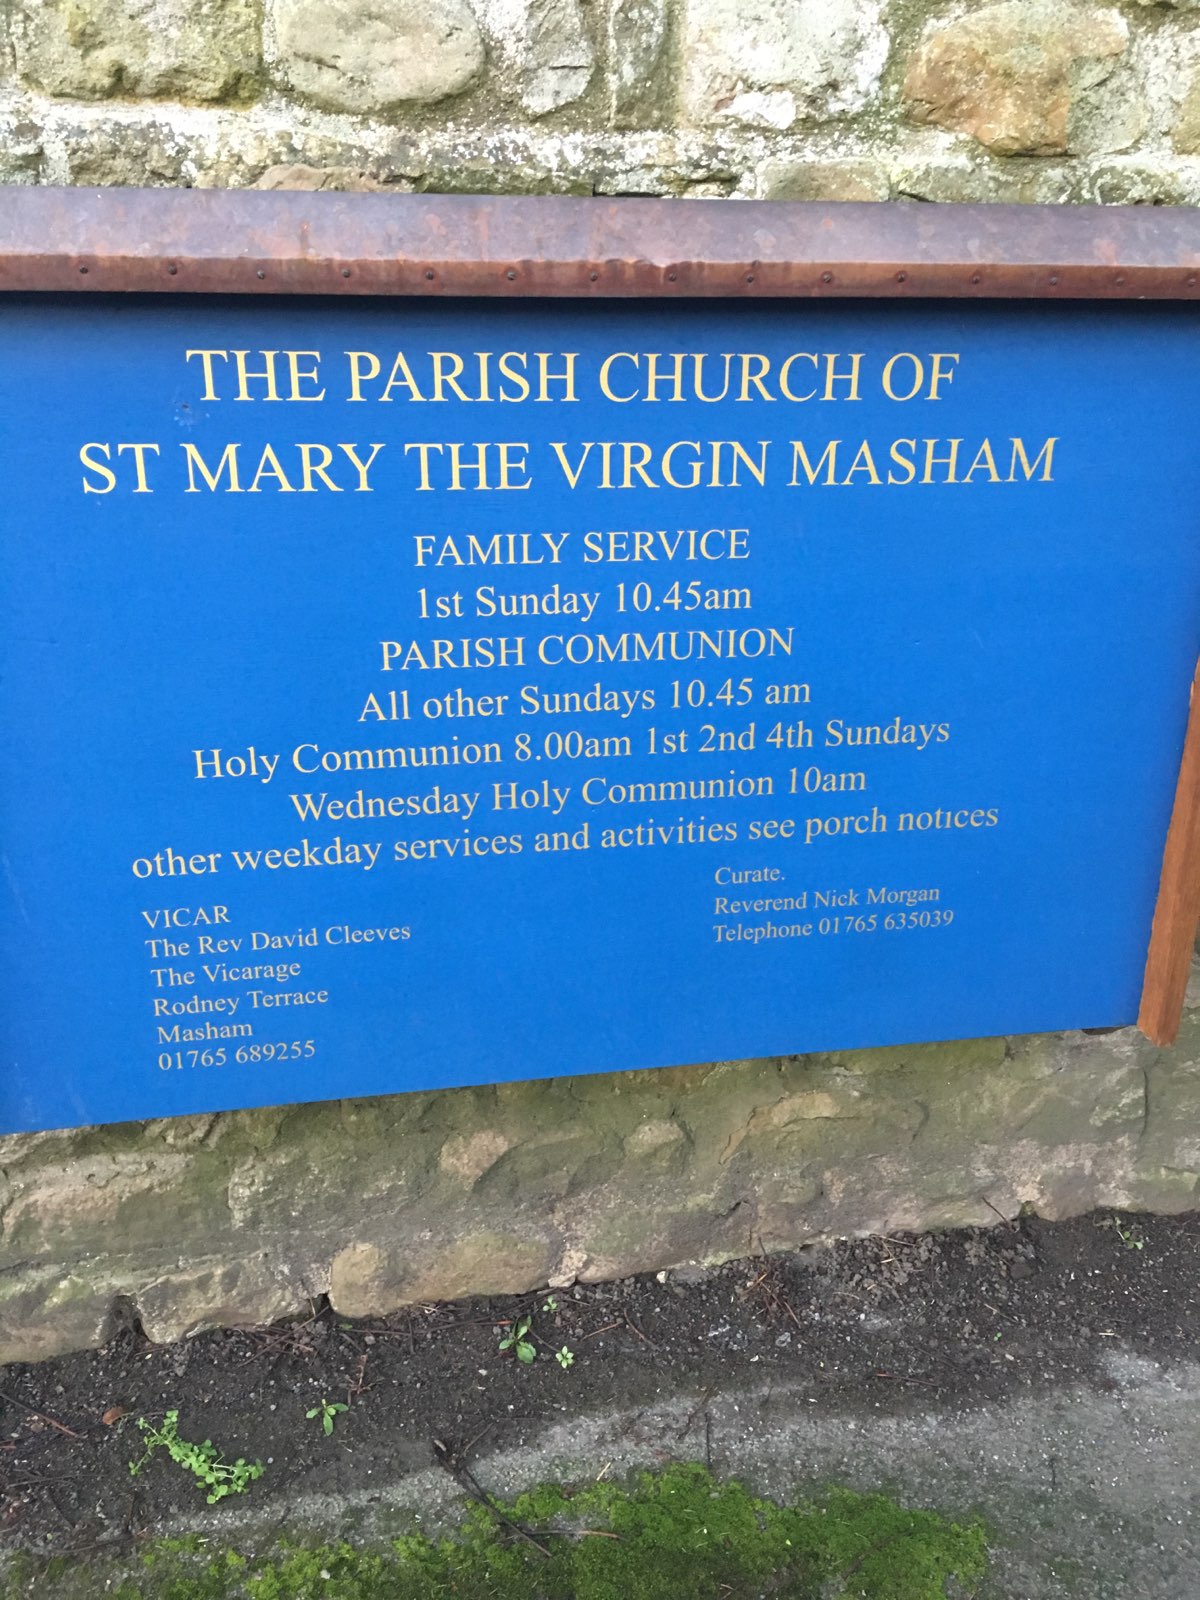 THE PARISH CHURCH OF
ST MARY THE VIRGIN MASHAM
FAMILY SERVICE
1st Sunday 10.45am
PARISH COMMUNION
All other Sundays 10.45 am
Holy Communion 8.00am 1st 2nd 4th Sundays
Wednesday Holy Communion 10am
other weekday services and activities see porch notices
VICAR
The Rev David Cleeves
The Vicarage
Rodney Terrace
Masham
01765 689255
Curate.
Reverend Nick Morgan
Telephone 01765 635039